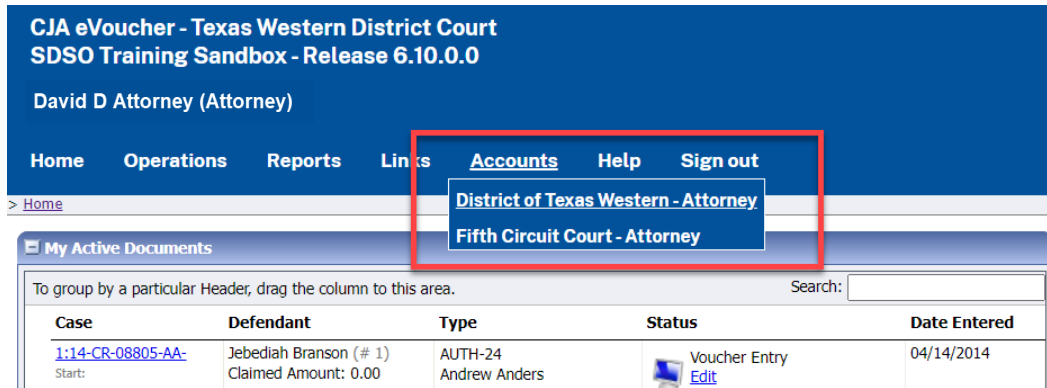 CJA eVoucher - Texas Western District Court
SDSO Training Sandbox - Release 6.10.0.0
David D Attorney (Attorney)
Home Operations Reports Links Accounts Help Sign out
> Home
District of Texas Western - Attorney
Fifth Circuit Court - Attorney
My Active Documents
To group by a particular Header, drag the column to this area. Search:
Case Defendant Type Status Date Entered
1:14-CR-08805-AA- Jebediah Branson (# 1) AUTH-24 Voucher Entry 04/14/2014
Start: Claimed Amount: 0.00 Andrew Anders Edit